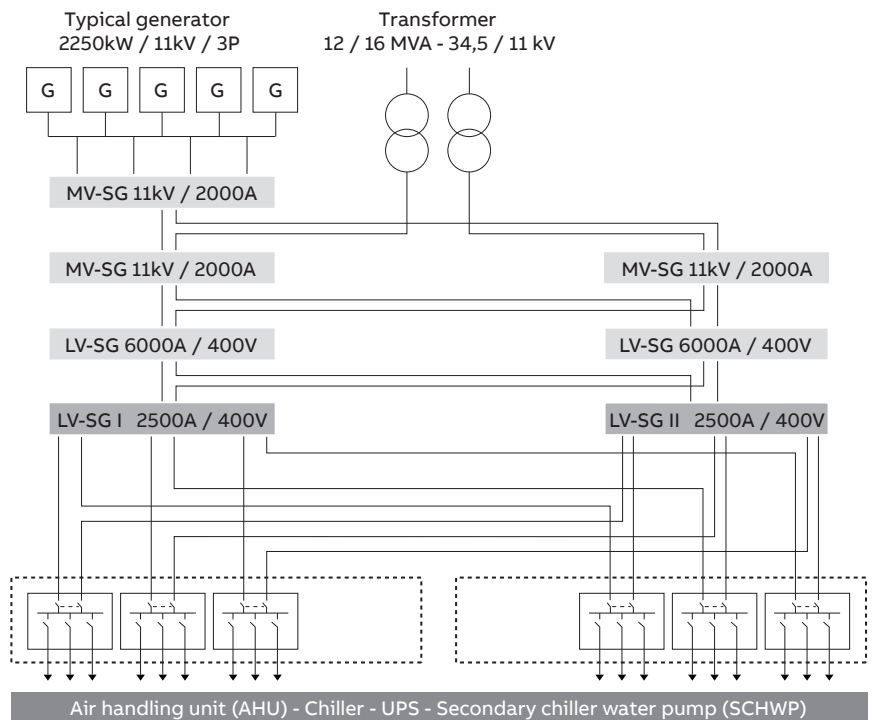 Typical generator
2250kW / 11kV / 3P
Transformer
12 / 16 MVA - 34,5 / 11 kV
G G G G G
MV-SG 11kV / 2000A
MV-SG 11kV / 2000A
MV-SG 11kV / 2000A
LV-SG 6000A / 400V
LV-SG 6000A / 400V
LV-SG I 2500A / 400V
LV-SG II 2500A / 400V
Air handling unit (AHU) - Chiller - UPS - Secondary chiller water pump (SCHWP)